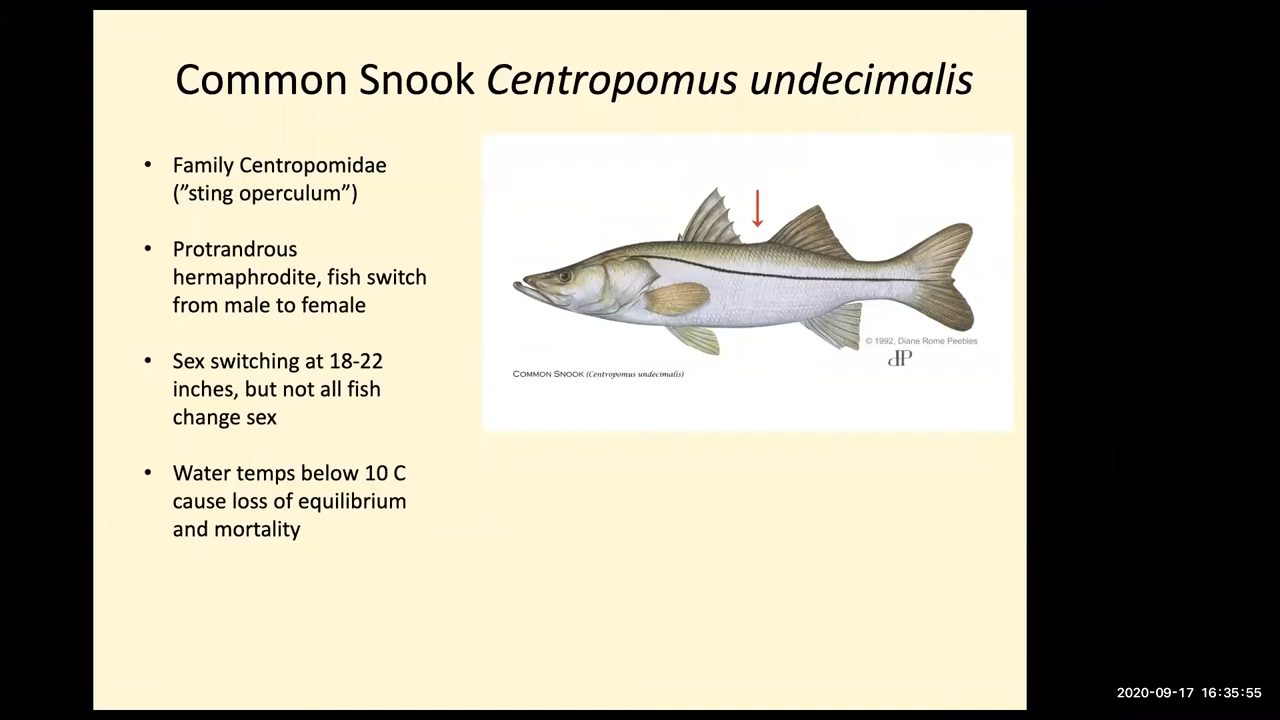 Common Snook Centropomus undecimalis
• Family Centropomidae
(”sting operculum”)
• Protrandrous
hermaphrodite, fish switch
from male to female
• Sex switching at 18-22
inches, but not all fish
change sex
• Water temps below 10 C
cause loss of equilibrium
and mortality
© 1992, Diane Rome Peebles
dP
COMMON SNOOK (Centropomus undecimalis)
2020-09-17 16:35:55